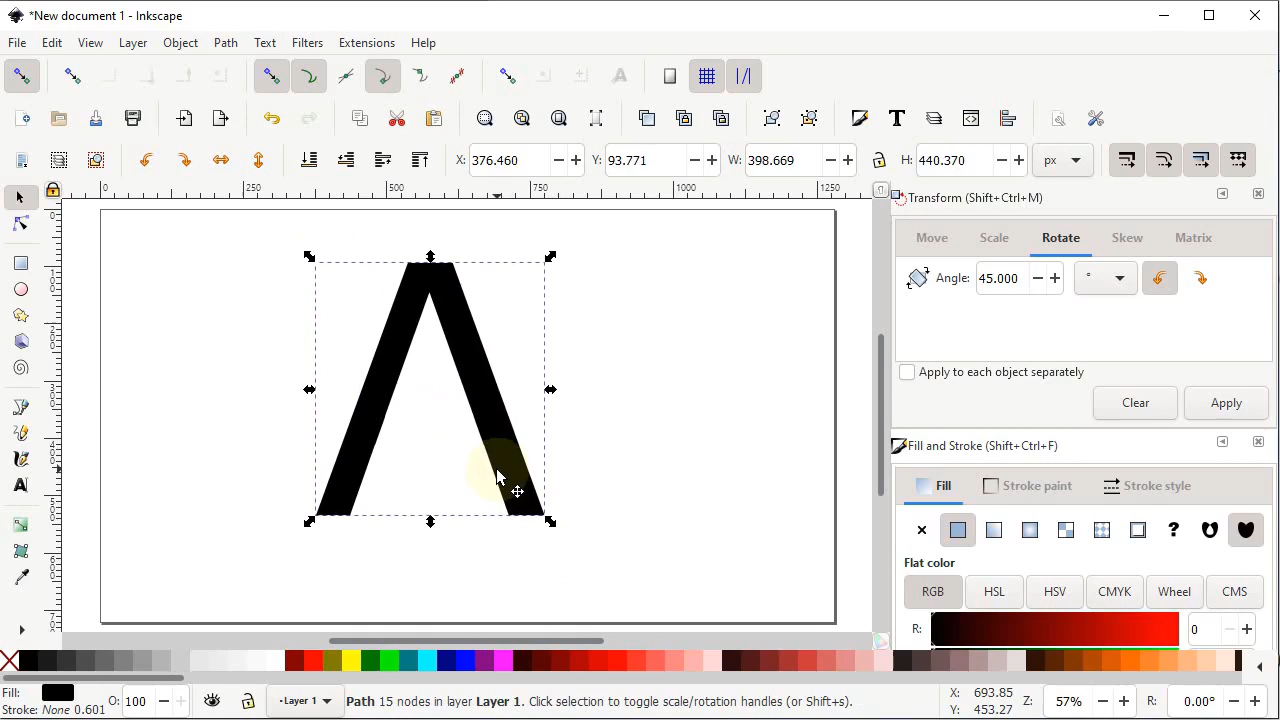 *New document 1 - Inkscape
File Edit View Layer Object Path Text Filters Extensions Help
X: 376.460 Y: 93.771 W: 398.669 H: 440.370 px
0 250 500 750 1000 1250
Transform (Shift+Ctrl+M)
Move Scale Rotate Skew Matrix
Angle: 45.000 °
Apply to each object separately
Clear Apply
Fill and Stroke (Shift+Ctrl+F)
Fill Stroke paint Stroke style
Flat color
RGB HSL HSV CMYK Wheel CMS
R: 0
Fill:
Stroke: None 0.601
O: 100
Layer 1
Path 15 nodes in layer Layer 1. Click selection to toggle scale/rotation handles (or Shift+s).
X: 693.85
Y: 453.27
Z: 57%
R: 0.00°